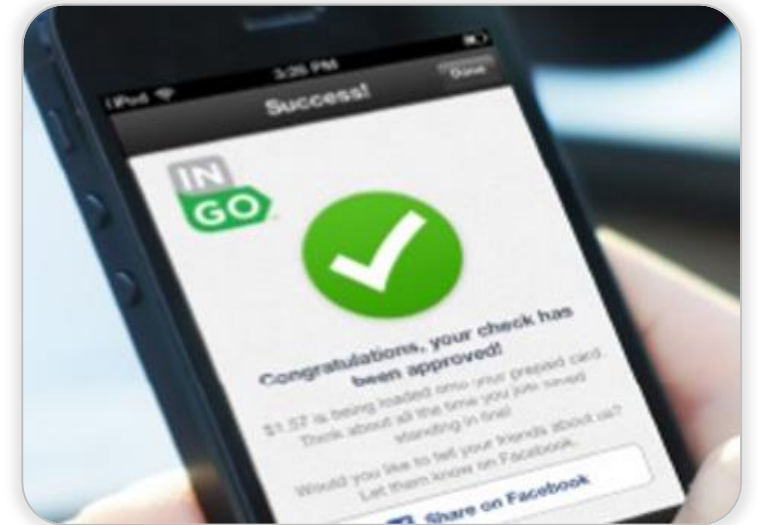 iPod 3:35 PM
Success! Done
IN
GO
Congratulations, your check has
been approved!
$1.57 is being loaded onto your prepaid card.
Think about all the time you just saved
standing in line!
Would you like to tell your friends about us?
Let them know on Facebook.
Share on Facebook